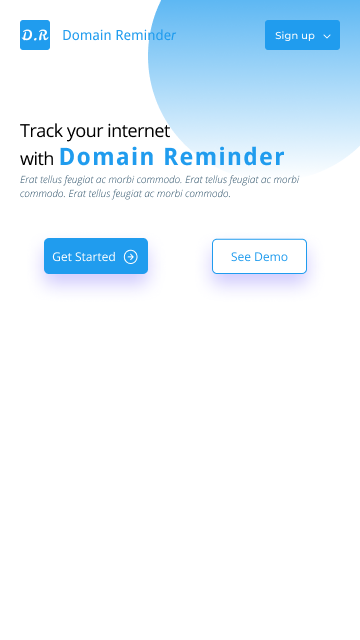 D.R Domain Reminder Sign up
Track your internet
with Domain Reminder
Erat tellus feugiat ac morbi commodo. Erat tellus feugiat ac morbi
commodo. Erat tellus feugiat ac morbi commodo.
Get Started See Demo